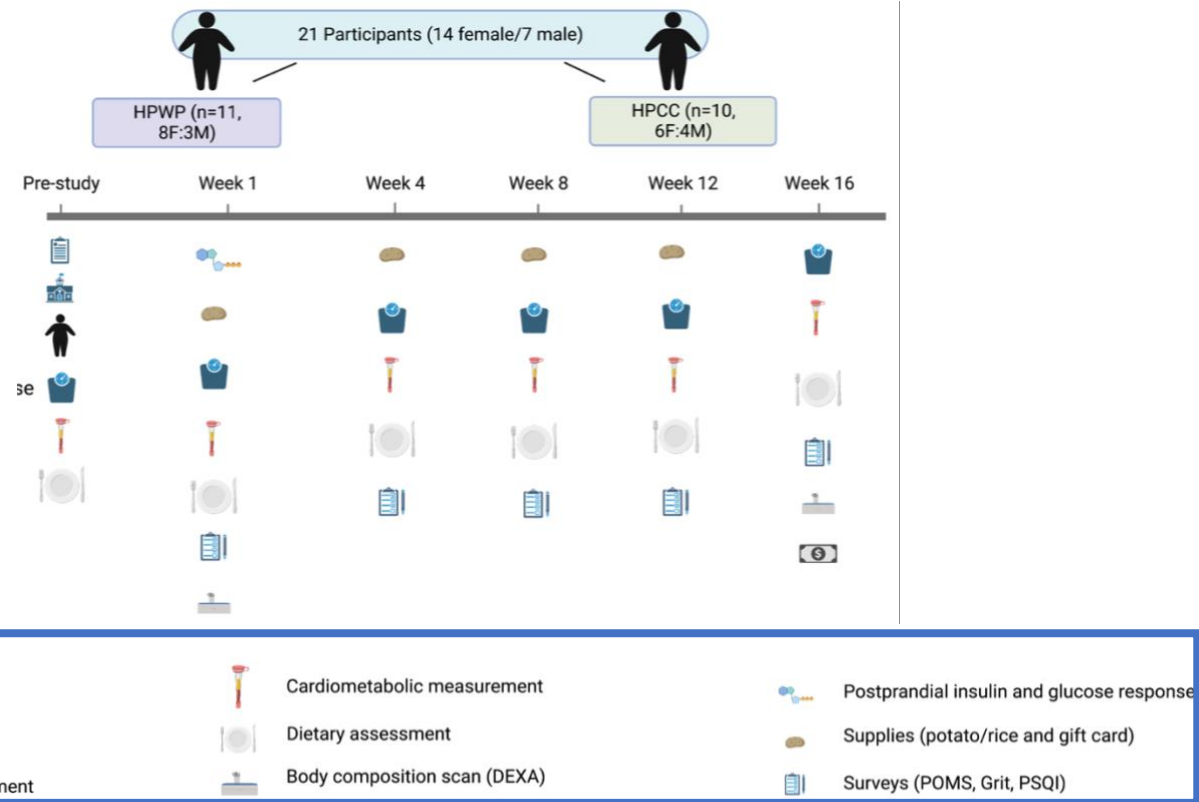 21 Participants (14 female/7 male)
HPWP (n=11,
8F:3M)
HPCC (n=10,
6F:4M)
Pre-study
Week 1
Week 4
Week 8
Week 12
Week 16
se
Cardiometabolic measurement
Postprandial insulin and glucose response
Dietary assessment
Supplies (potato/rice and gift card)
Body composition scan (DEXA)
Surveys (POMS, Grit, PSQI)
nent